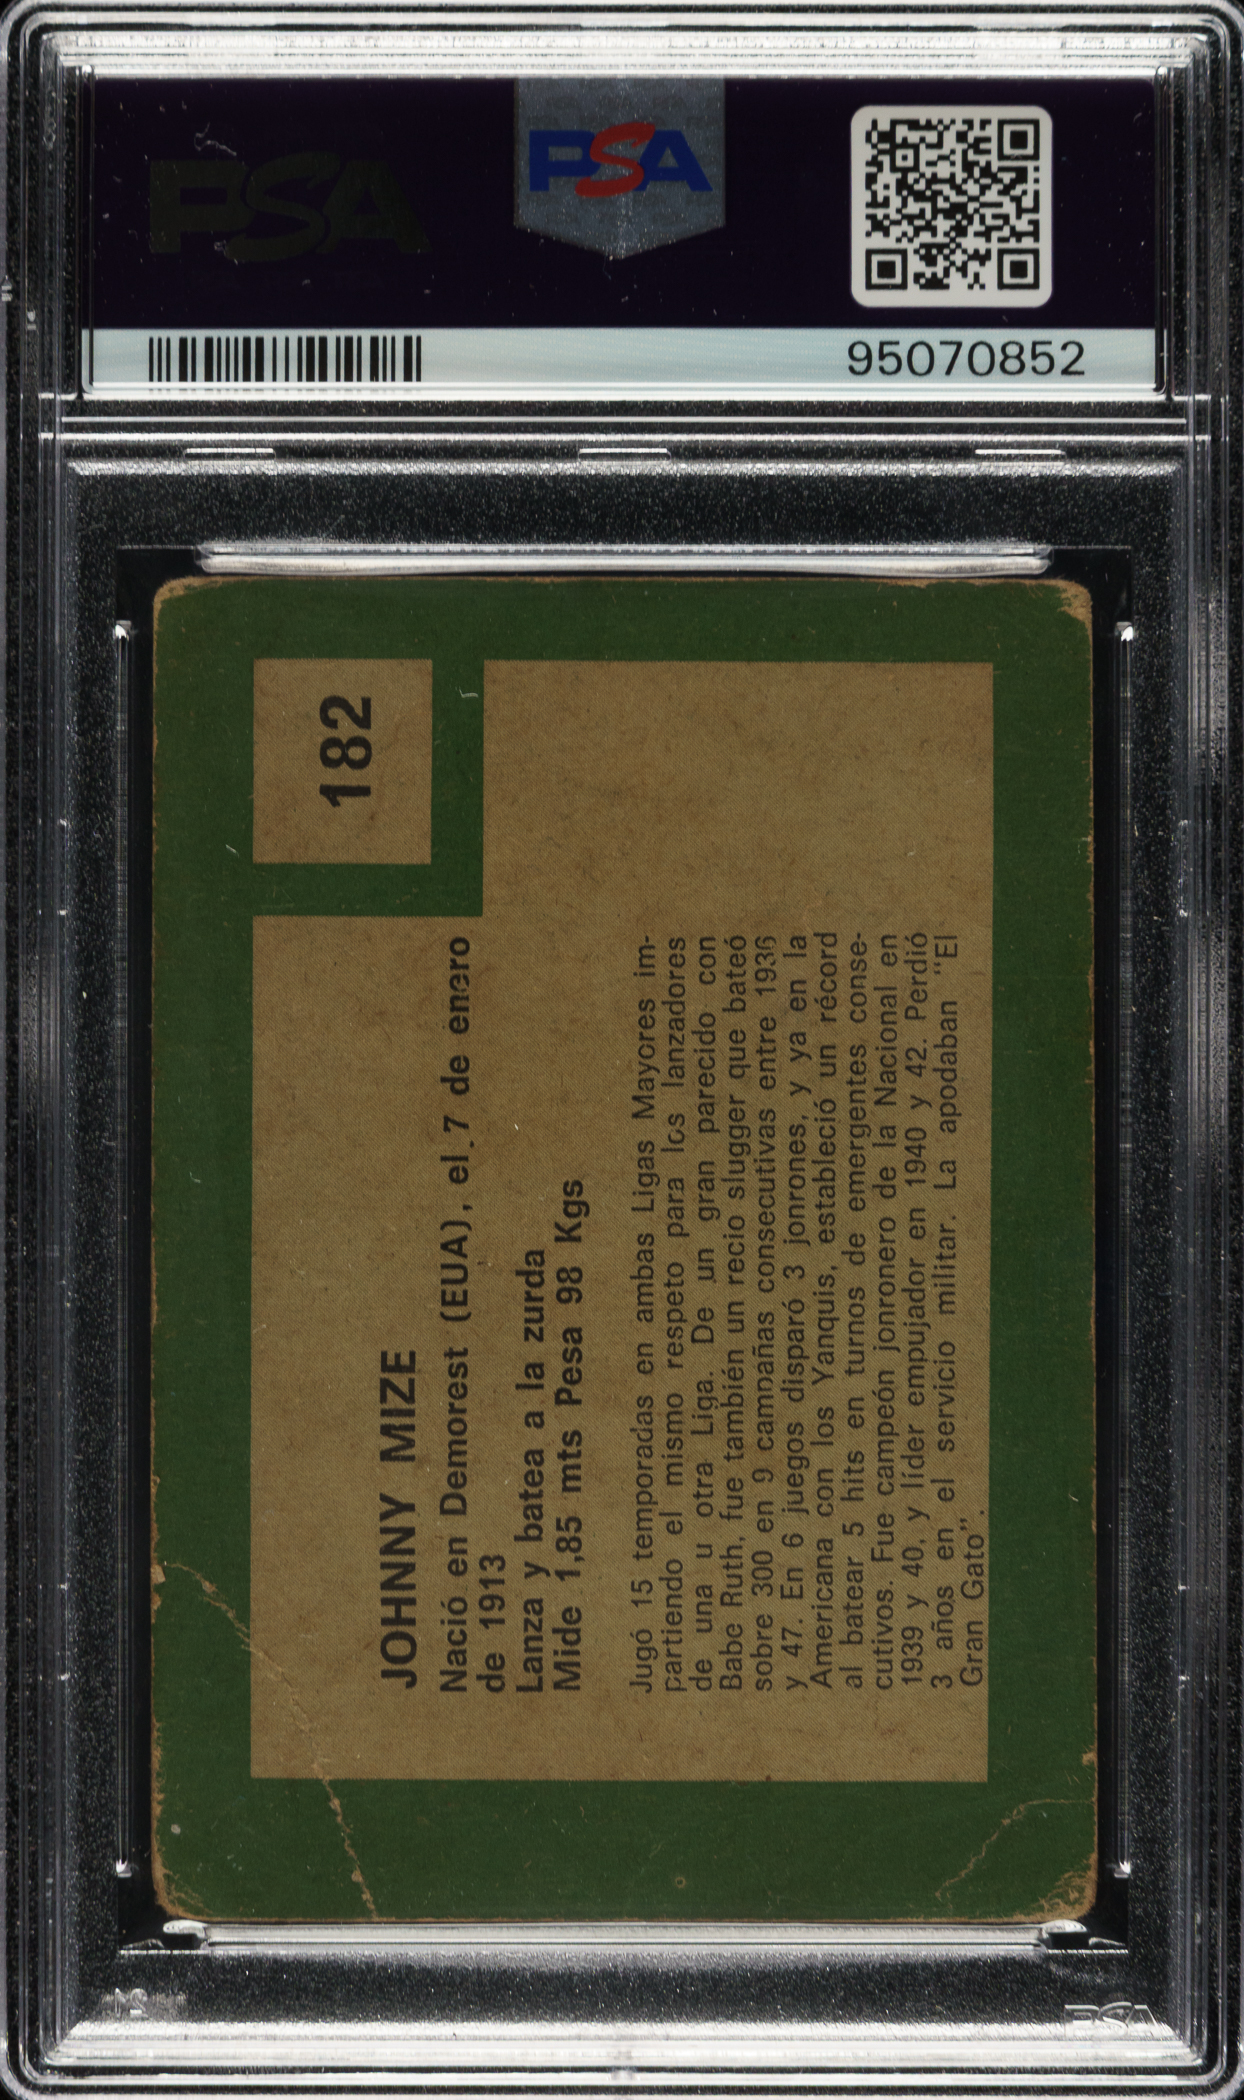 PSA
PSA
95070852
182
JOHNNY MIZE
Nació en Demorest (EUA), el 7 de enero
de 1913
Lanza y batea a la zurda
Mide 1,85 mts Pesa 98 Kgs
Jugó 15 temporadas en ambas Ligas Mayores im-
partiendo el mismo respeto para los lanzadores
de una u otra Liga. De un gran parecido con
Babe Ruth, fue también un recio slugger que bateó
sobre 300 en 9 campañas consecutivas entre 1936
y 47. En 6 juegos disparó 3 jonrones, y ya en la
Americana con los Yanquis, estableció un récord
al batear 5 hits en turnos de emergentes conse-
cutivos. Fue campeón jonronero de la Nacional en
1939 y 40, y líder empujador en 1940 y 42. Perdió
3 años en el servicio militar. La apodaban "El
Gran Gato".
PSA